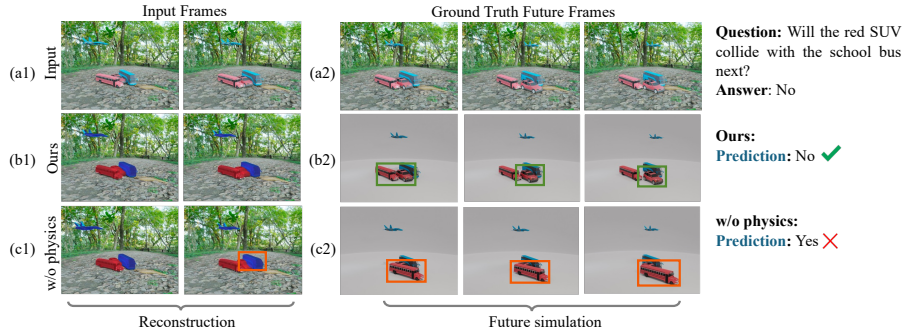 Input Frames
Ground Truth Future Frames
(a1)
Input
(a2)
Question: Will the red SUV
collide with the school bus
next?
Answer: No
(b1)
Ours
(b2)
Ours:
Prediction: No
(c1)
w/o physics
(c2)
w/o physics:
Prediction: Yes
Reconstruction
Future simulation